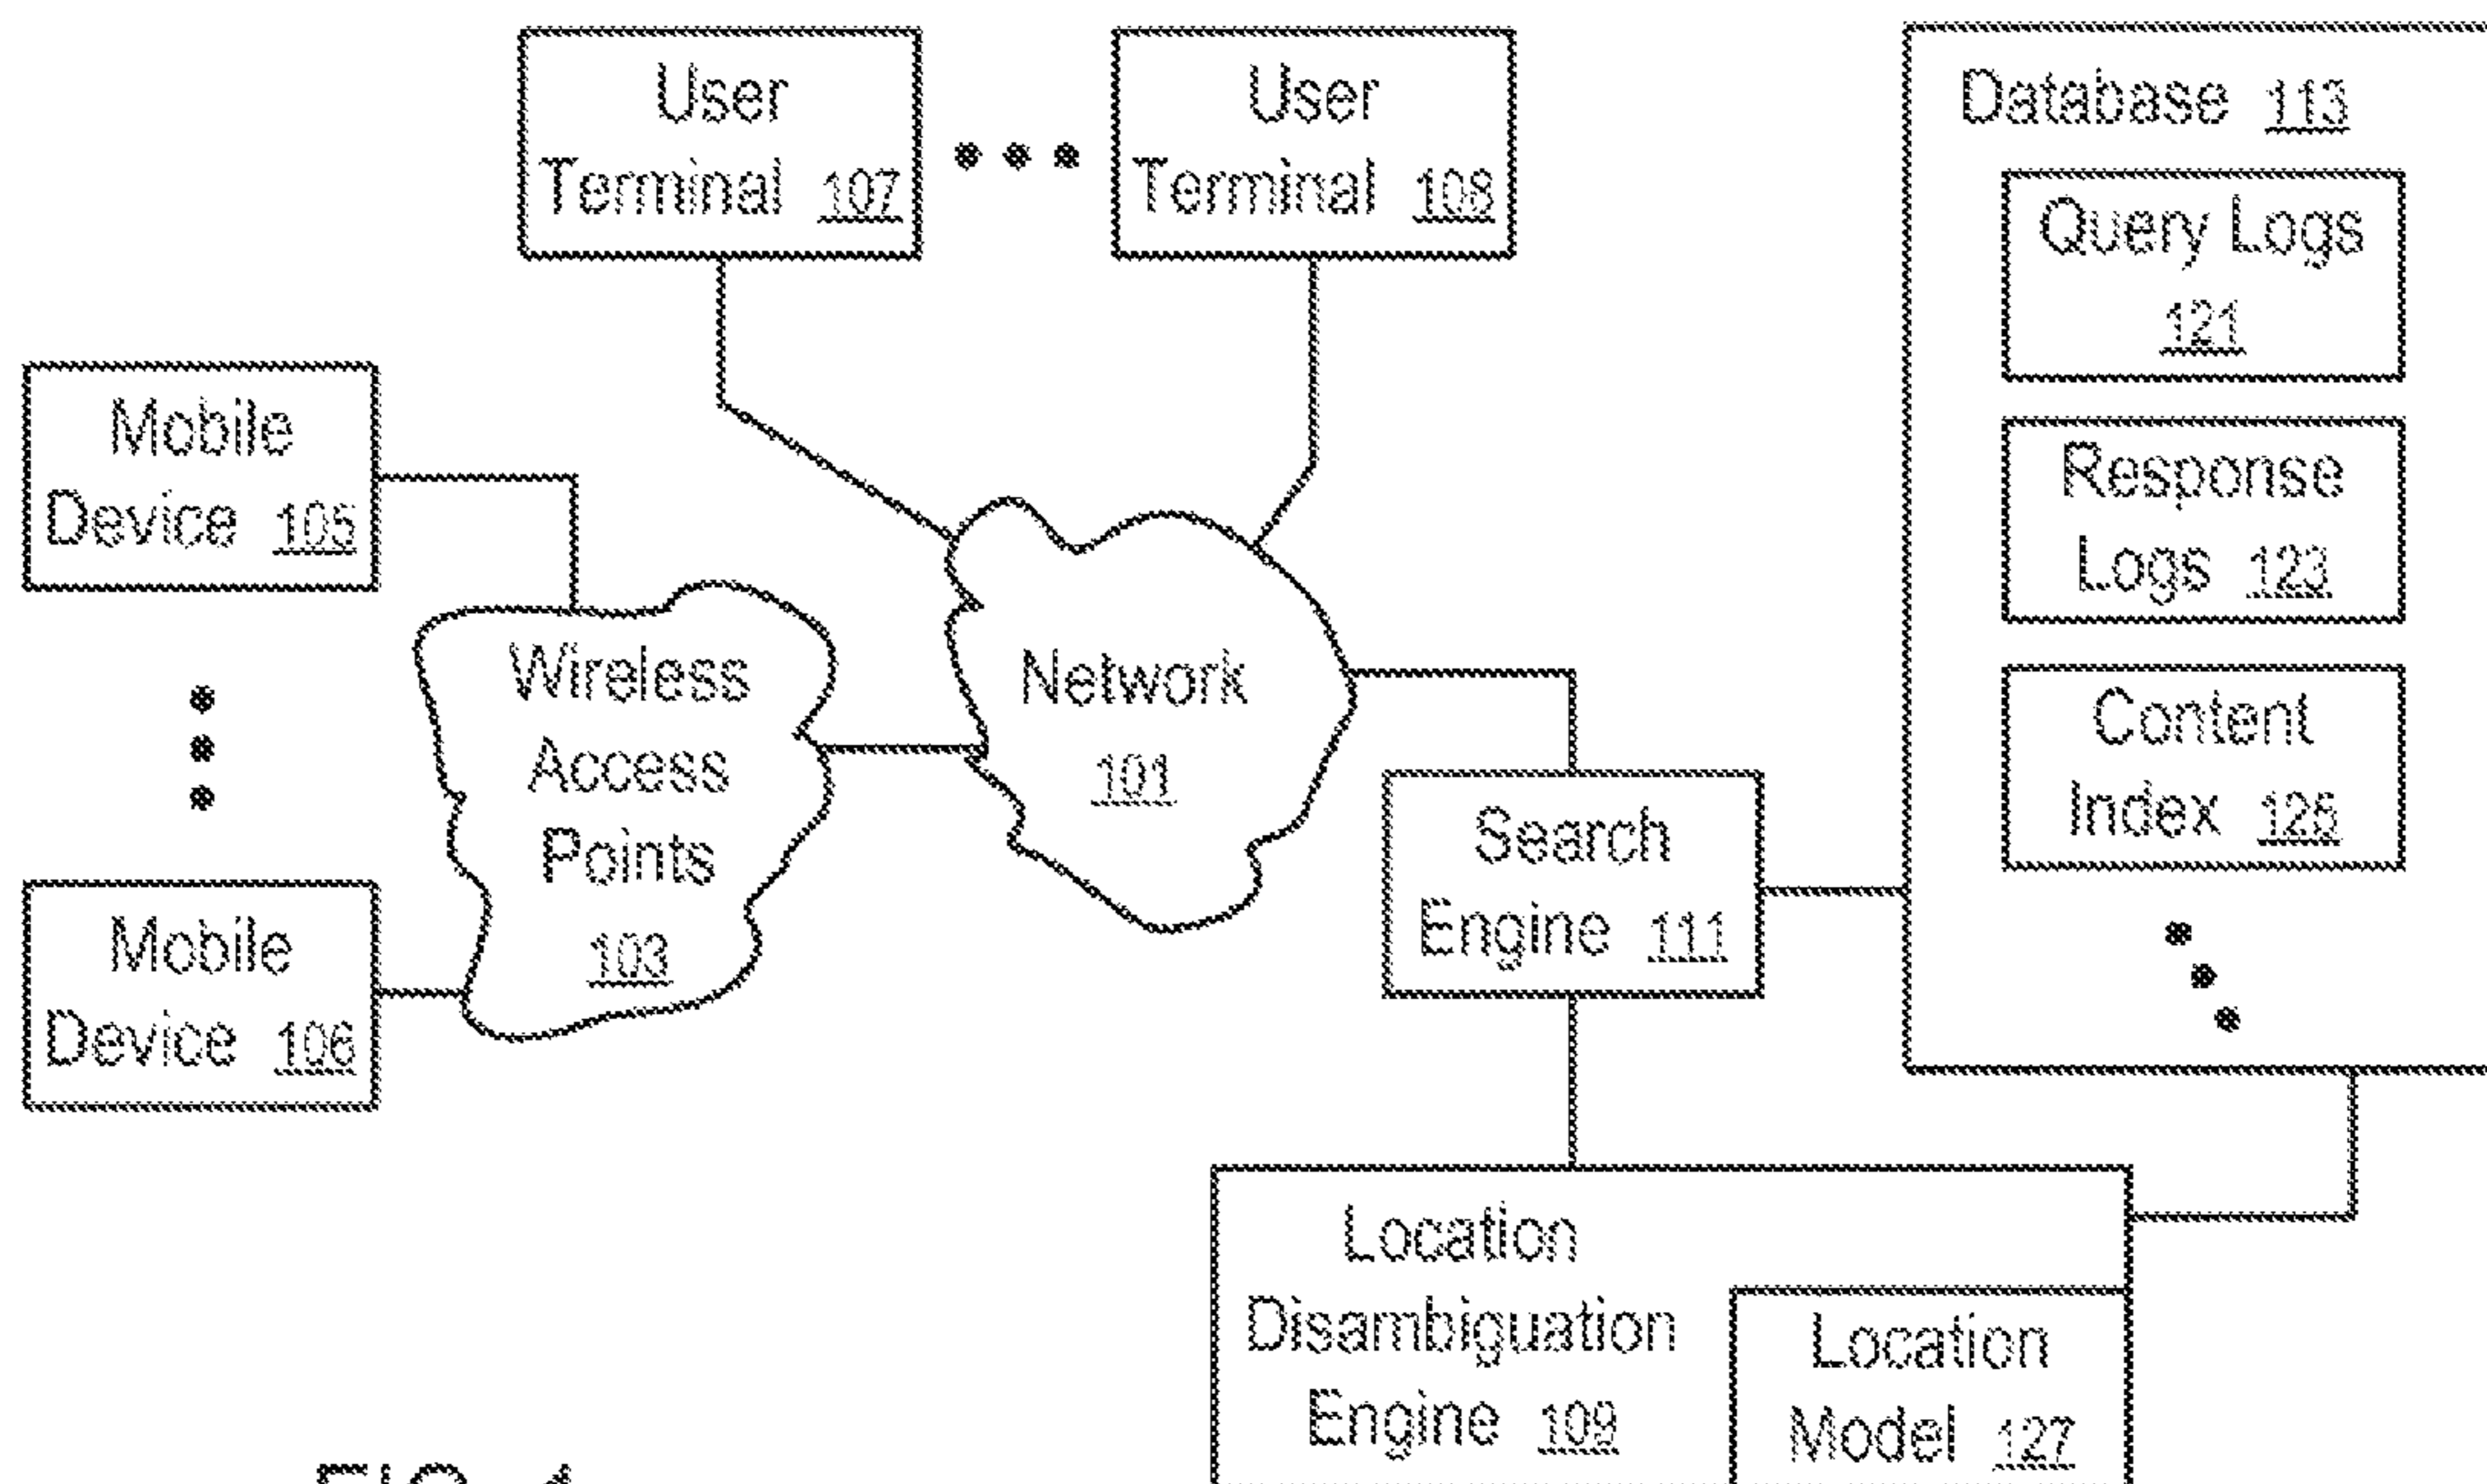 User
Terminal 107
User
Terminal 108
Database 113
Query Logs
121
Response
Logs 123
Content
Index 125
Mobile
Device 105
Wireless
Access
Points
103
Network
101
Search
Engine 111
Mobile
Device 106
Location
Disambiguation
Engine 109
Location
Model 127
FIG. 1